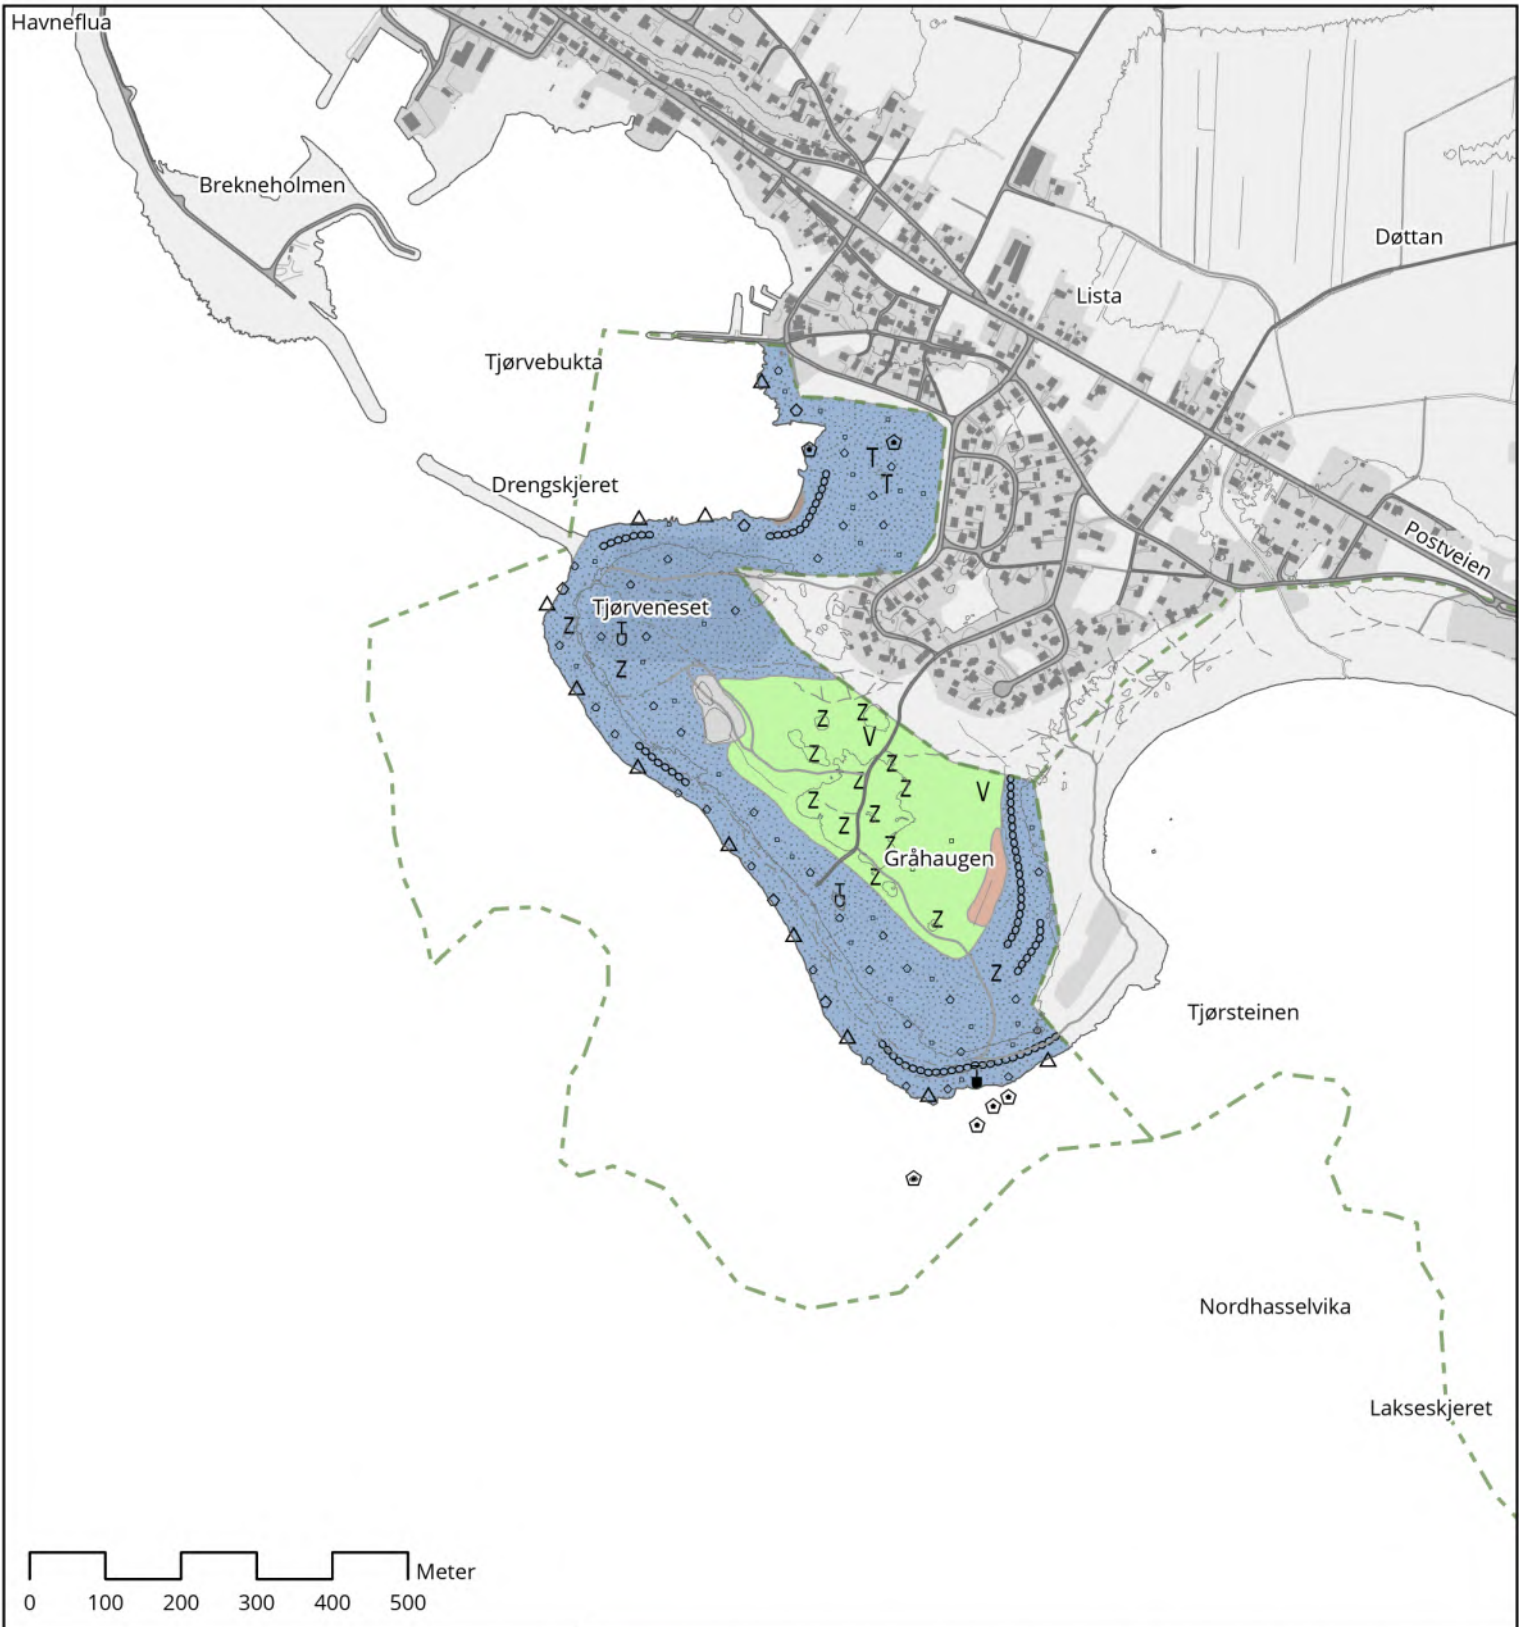 Havneflua
Brekneholmen
Døttan
Lista
Tjørvebukta
Drengskjeret
Postveien
Tjørveneset
T
T
T
Z
Z
Z
Z
V
Z
Z
Z
Z
V
Z
Z
Z
Z
Gråhaugen
Z
T
Z
Z
Tjørsteinen
Nordhasselvika
Lakseskjeret
Meter
0 100 200 300 400 500